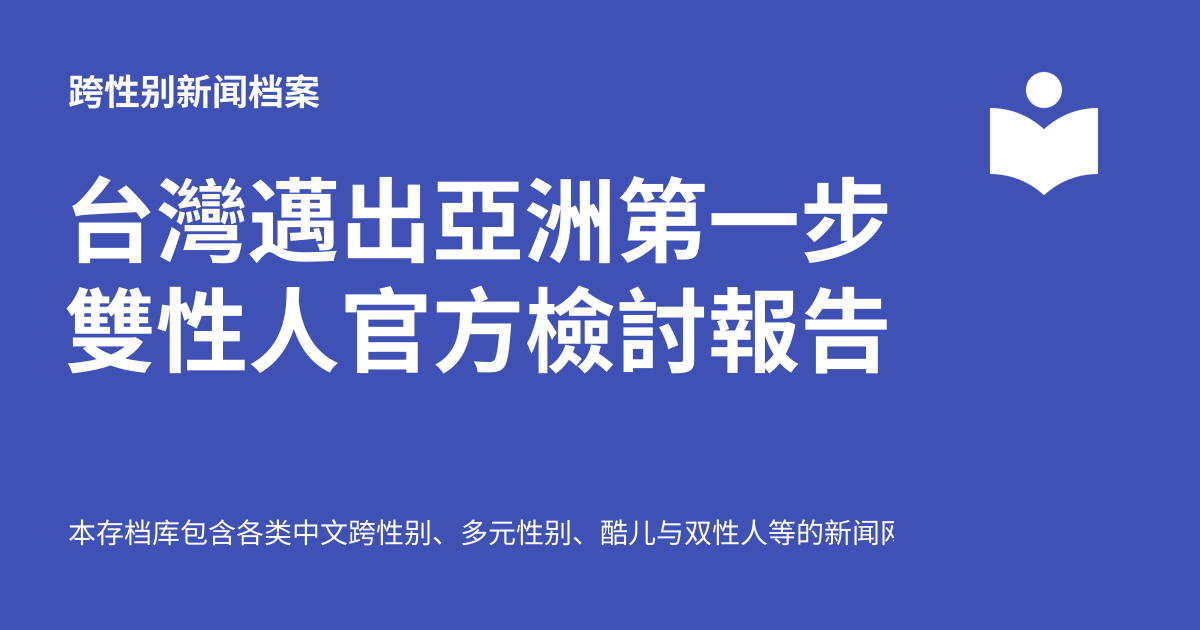 跨性别新闻档案
台灣邁出亞洲第一步
雙性人官方檢討報告
本存档库包含各类中文跨性别、多元性别、酷儿与双性人等的新闻网